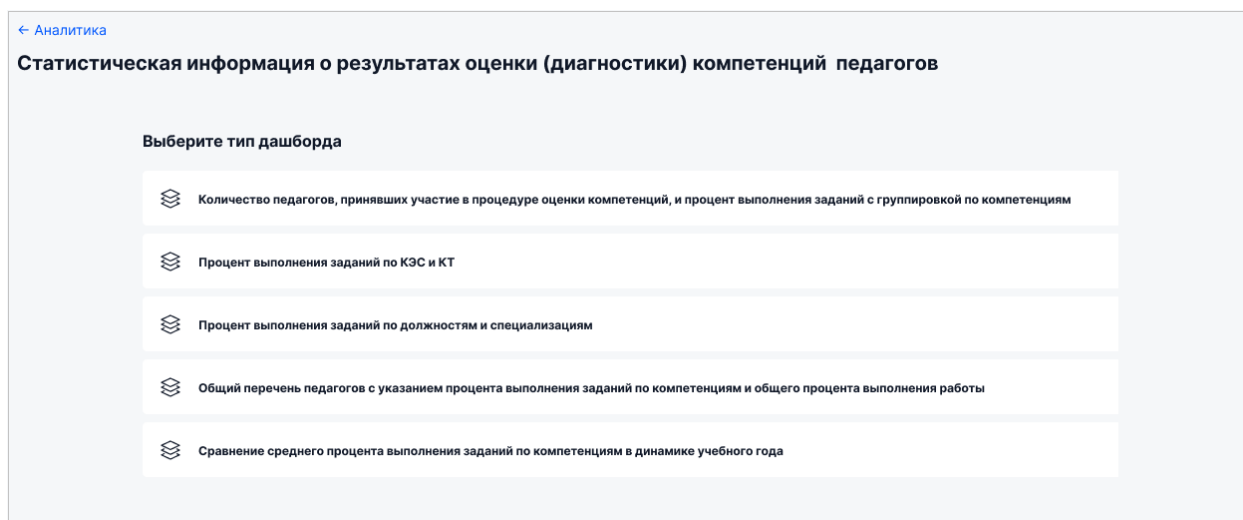 ← Аналитика
Статистическая информация о результатах оценки (диагностики) компетенций педагогов
Выберите тип дашборда
Количество педагогов, принявших участие в процедуре оценки компетенций, и процент выполнения заданий с группировкой по компетенциям
Процент выполнения заданий по КЭС и КТ
Процент выполнения заданий по должностям и специализациям
Общий перечень педагогов с указанием процента выполнения заданий по компетенциям и общего процента выполнения работы
Сравнение среднего процента выполнения заданий по компетенциям в динамике учебного года